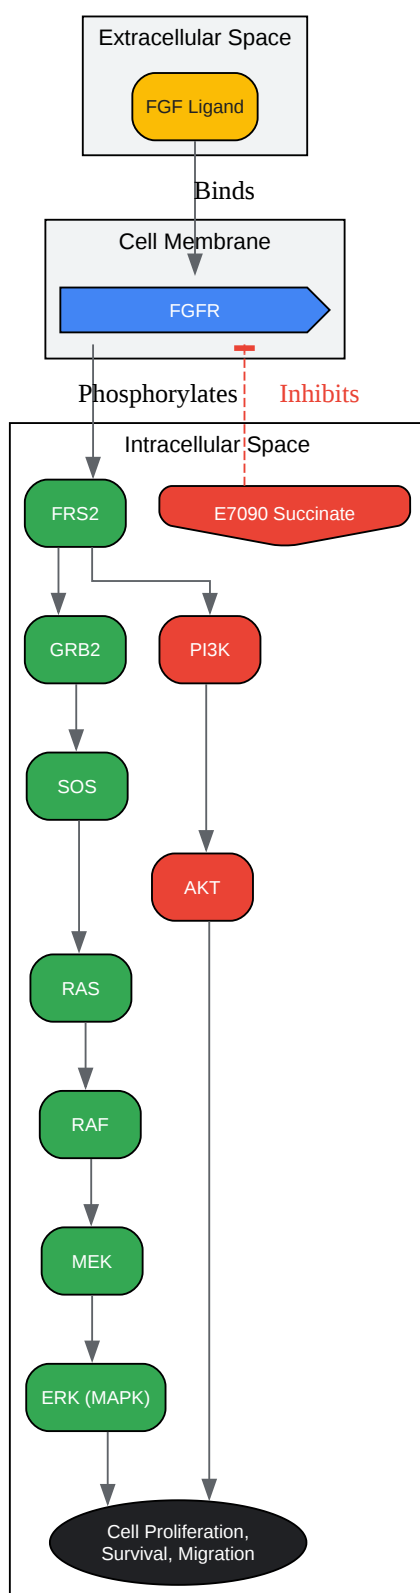 Extracellular Space
FGF Ligand
Binds
Cell Membrane
FGFR
Phosphorylates
Inhibits
Intracellular Space
FRS2
E7090 Succinate
GRB2
PI3K
SOS
AKT
RAS
RAF
MEK
ERK (MAPK)
Cell Proliferation,
Survival, Migration